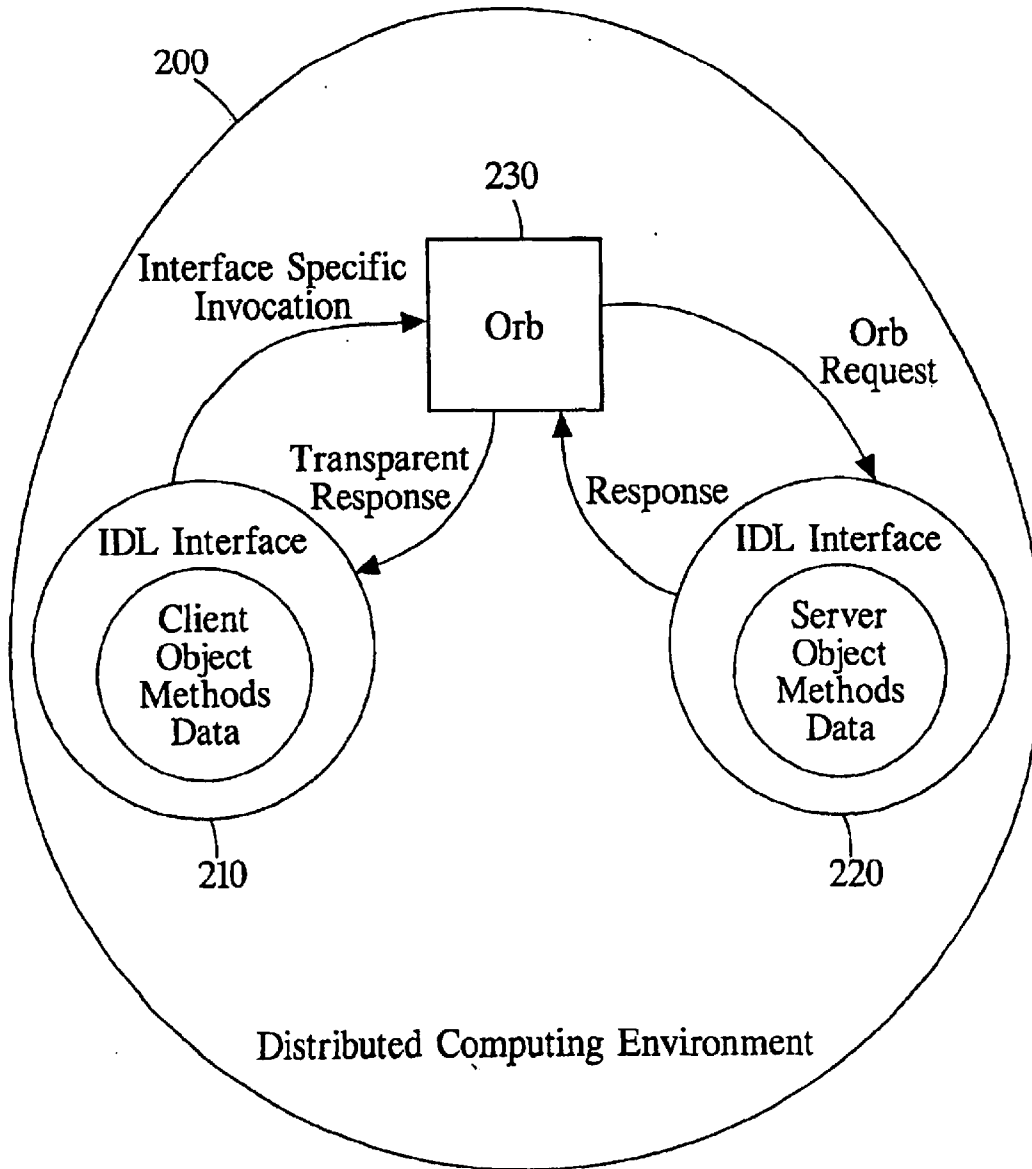 200
230
Interface Specific
Invocation
Orb
Orb
Request
Transparent
Response
Response
IDL Interface
Client
Object
Methods
Data
IDL Interface
Server
Object
Methods
Data
210
220
Distributed Computing Environment